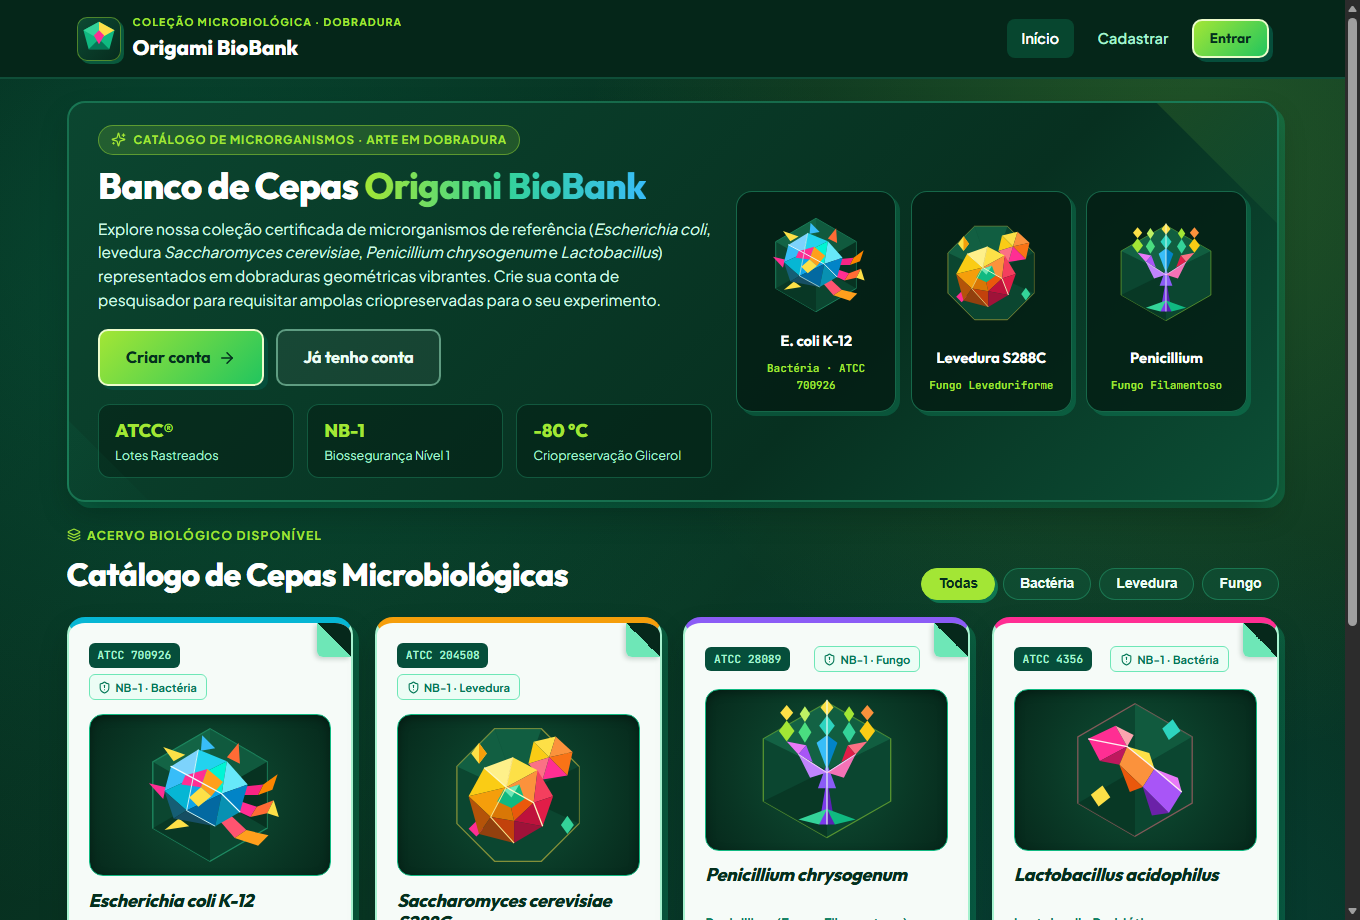 COLEÇÃO MICROBIOLÓGICA · DOBRADURA
Origami BioBank
Início
Cadastrar
Entrar
CATÁLOGO DE MICRORGANISMOS · ARTE EM DOBRADURA
Banco de Cepas Origami BioBank
Explore nossa coleção certificada de microrganismos de referência (Escherichia coli,
levedura Saccharomyces cerevisiae, Penicillium chrysogenum e Lactobacillus)
representados em dobraduras geométricas vibrantes. Crie sua conta de
pesquisador para requisitar ampolas criopreservadas para o seu experimento.
Criar conta →
Já tenho conta
ATCC®
Lotes Rastreados
NB-1
Biossegurança Nível 1
-80 °C
Criopreservação Glicerol
E. coli K-12
Bactéria · ATCC
700926
Levedura S288C
Fungo Leveduriforme
Penicillium
Fungo Filamentoso
ACERVO BIOLÓGICO DISPONÍVEL
Catálogo de Cepas Microbiológicas
Todas
Bactéria
Levedura
Fungo
ATCC 700926
NB-1 · Bactéria
Escherichia coli K-12
ATCC 204508
NB-1 · Levedura
Saccharomyces cerevisiae
S288C
ATCC 28089
NB-1 · Fungo
Penicillium chrysogenum
ATCC 4356
NB-1 · Bactéria
Lactobacillus acidophilus